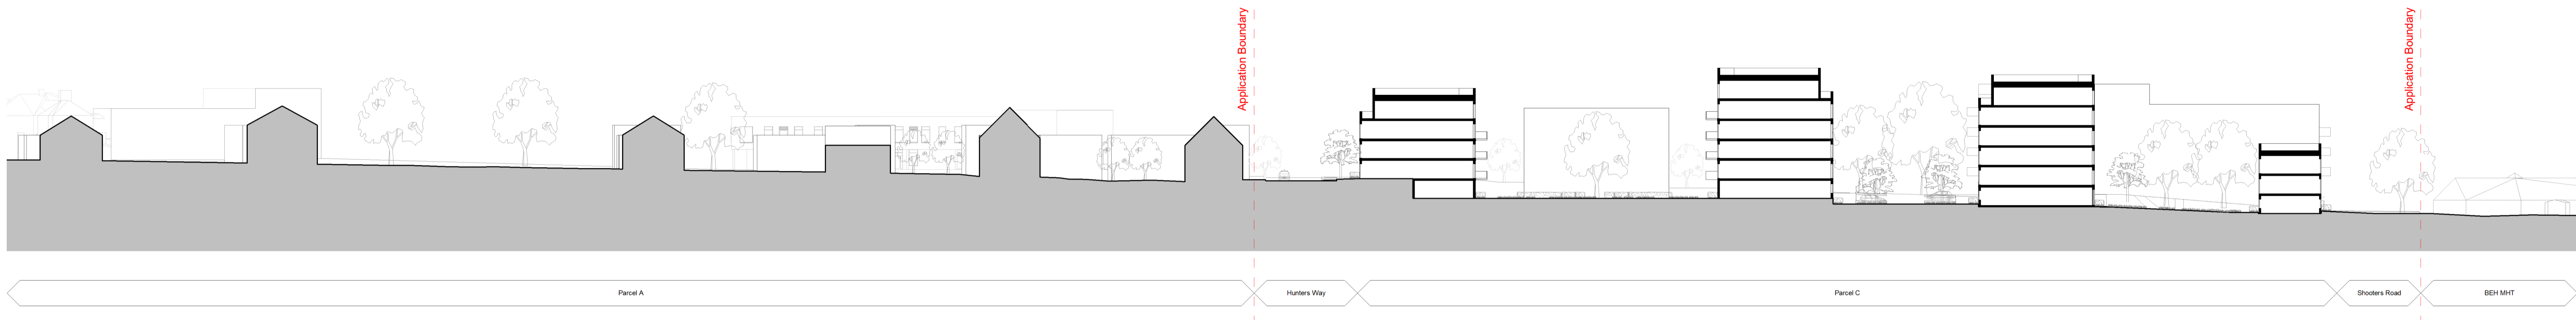 Application Boundary
Application Boundary
Parcel A
Hunters Way
Parcel C
Shooters Road
BEH MHT